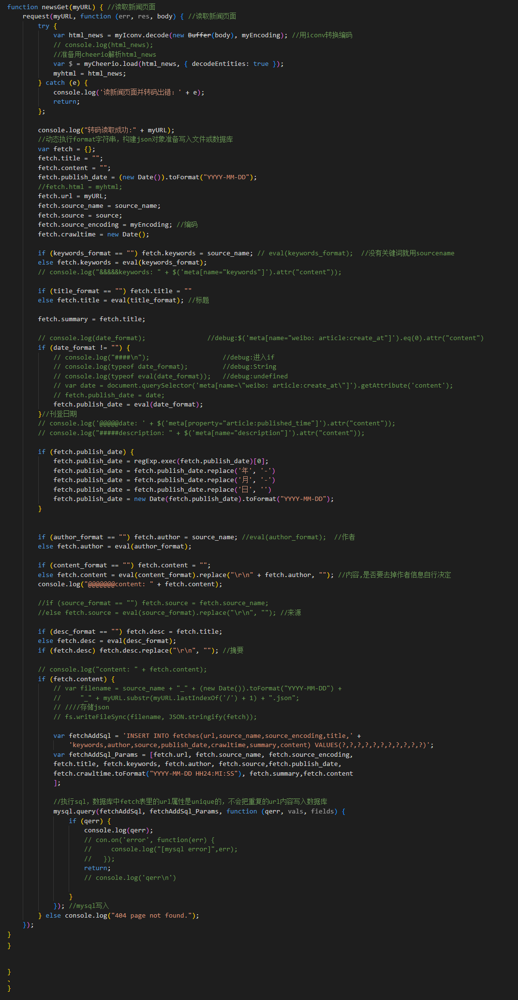 function newsGet(myURL) { //读取新闻页面
    request(myURL, function (err, res, body) { //读取新闻页面
        try {
            var html_news = myIconv.decode(new Buffer(body), myEncoding); //用iconv转换编码
            // console.log(html_news);
            //准备用cheerio解析html_news
            var $ = myCheerio.load(html_news, { decodeEntities: true });
            myhtml = html_news;
        } catch (e) {
            console.log('读新闻页面并转码出错：' + e);
            return;
        };

        console.log("转码读取成功:" + myURL);
        //动态执行format字符串，构建json对象准备写入文件或数据库
        var fetch = {};
        fetch.title = "";
        fetch.content = "";
        fetch.publish_date = (new Date()).toFormat("YYYY-MM-DD");
        //fetch.html = myhtml;
        fetch.url = myURL;
        fetch.source_name = source_name;
        fetch.source = source;
        fetch.source_encoding = myEncoding; //编码
        fetch.crawltime = new Date();

        if (keywords_format == "") fetch.keywords = source_name; // eval(keywords_format);  //没有关键词就用sourcename
        else fetch.keywords = eval(keywords_format);
        // console.log("&&&&&keywords: " + $('meta[name="keywords"]').attr("content"));

        if (title_format == "") fetch.title = ""
        else fetch.title = eval(title_format); //标题

        fetch.summary = fetch.title;

        // console.log(date_format);                //debug:$('meta[name="weibo: article:create_at"]').eq(0).attr("content")
        if (date_format != "") {
            // console.log("####\n");                   //debug:进入if
            // console.log(typeof date_format);         //debug:String
            // console.log(typeof eval(date_format));   //debug:undefined
            // var date = document.querySelector('meta[name=\"weibo: article:create_at\"]').getAttribute('content');
            // fetch.publish_date = date;
            fetch.publish_date = eval(date_format);
        }//刊登日期
        // console.log('@@@@@date: ' + $('meta[property="article:published_time"]').attr("content"));
        // console.log("#####description: " + $('meta[name="description"]').attr("content"));

        if (fetch.publish_date) {
            fetch.publish_date = regExp.exec(fetch.publish_date)[0];
            fetch.publish_date = fetch.publish_date.replace('年', '-')
            fetch.publish_date = fetch.publish_date.replace('月', '-')
            fetch.publish_date = fetch.publish_date.replace('日', '')
            fetch.publish_date = new Date(fetch.publish_date).toFormat("YYYY-MM-DD");
        }

        if (author_format == "") fetch.author = source_name; //eval(author_format);  //作者
        else fetch.author = eval(author_format);

        if (content_format == "") fetch.content = "";
        else fetch.content = eval(content_format).replace("\r\n" + fetch.author, ""); //内容,是否要去掉作者信息自行决定
        console.log("@@@@@@@content: " + fetch.content);

        //if (source_format == "") fetch.source = fetch.source_name;
        //else fetch.source = eval(source_format).replace("\r\n", ""); //来源

        if (desc_format == "") fetch.desc = fetch.title;
        else fetch.desc = eval(desc_format);
        if (fetch.desc) fetch.desc.replace("\r\n", ""); //摘要

        // console.log("content: " + fetch.content);
        if (fetch.content) {
            // var filename = source_name + "_" + (new Date()).toFormat("YYYY-MM-DD") +
            //     "_" + myURL.substr(myURL.lastIndexOf('/') + 1) + ".json";
            // ////存储json
            // fs.writeFileSync(filename, JSON.stringify(fetch));

            var fetchAddSql = 'INSERT INTO fetches(url,source_name,source_encoding,title,' +
                'keywords,author,source,publish_date,crawltime,summary,content) VALUES(?,?,?,?,?,?,?,?,?,?,?)';
            var fetchAddSql_Params = [fetch.url, fetch.source_name, fetch.source_encoding,
            fetch.title, fetch.keywords, fetch.author, fetch.source,fetch.publish_date,
            fetch.crawltime.toFormat("YYYY-MM-DD HH24:MI:SS"), fetch.summary,fetch.content
            ];

            //执行sql，数据库中fetch表里的url属性是unique的，不会把重复的url内容写入数据库
            mysql.query(fetchAddSql, fetchAddSql_Params, function (qerr, vals, fields) {
                if (qerr) {
                    console.log(qerr);
                    // con.on('error', function(err) {
                    //     console.log("[mysql error]",err);
                    //   });
                    return;
                    // console.log('qerr\n')

                }
            }); //mysql写入
        } else console.log("404 page not found.");
    });
}
}
}
}